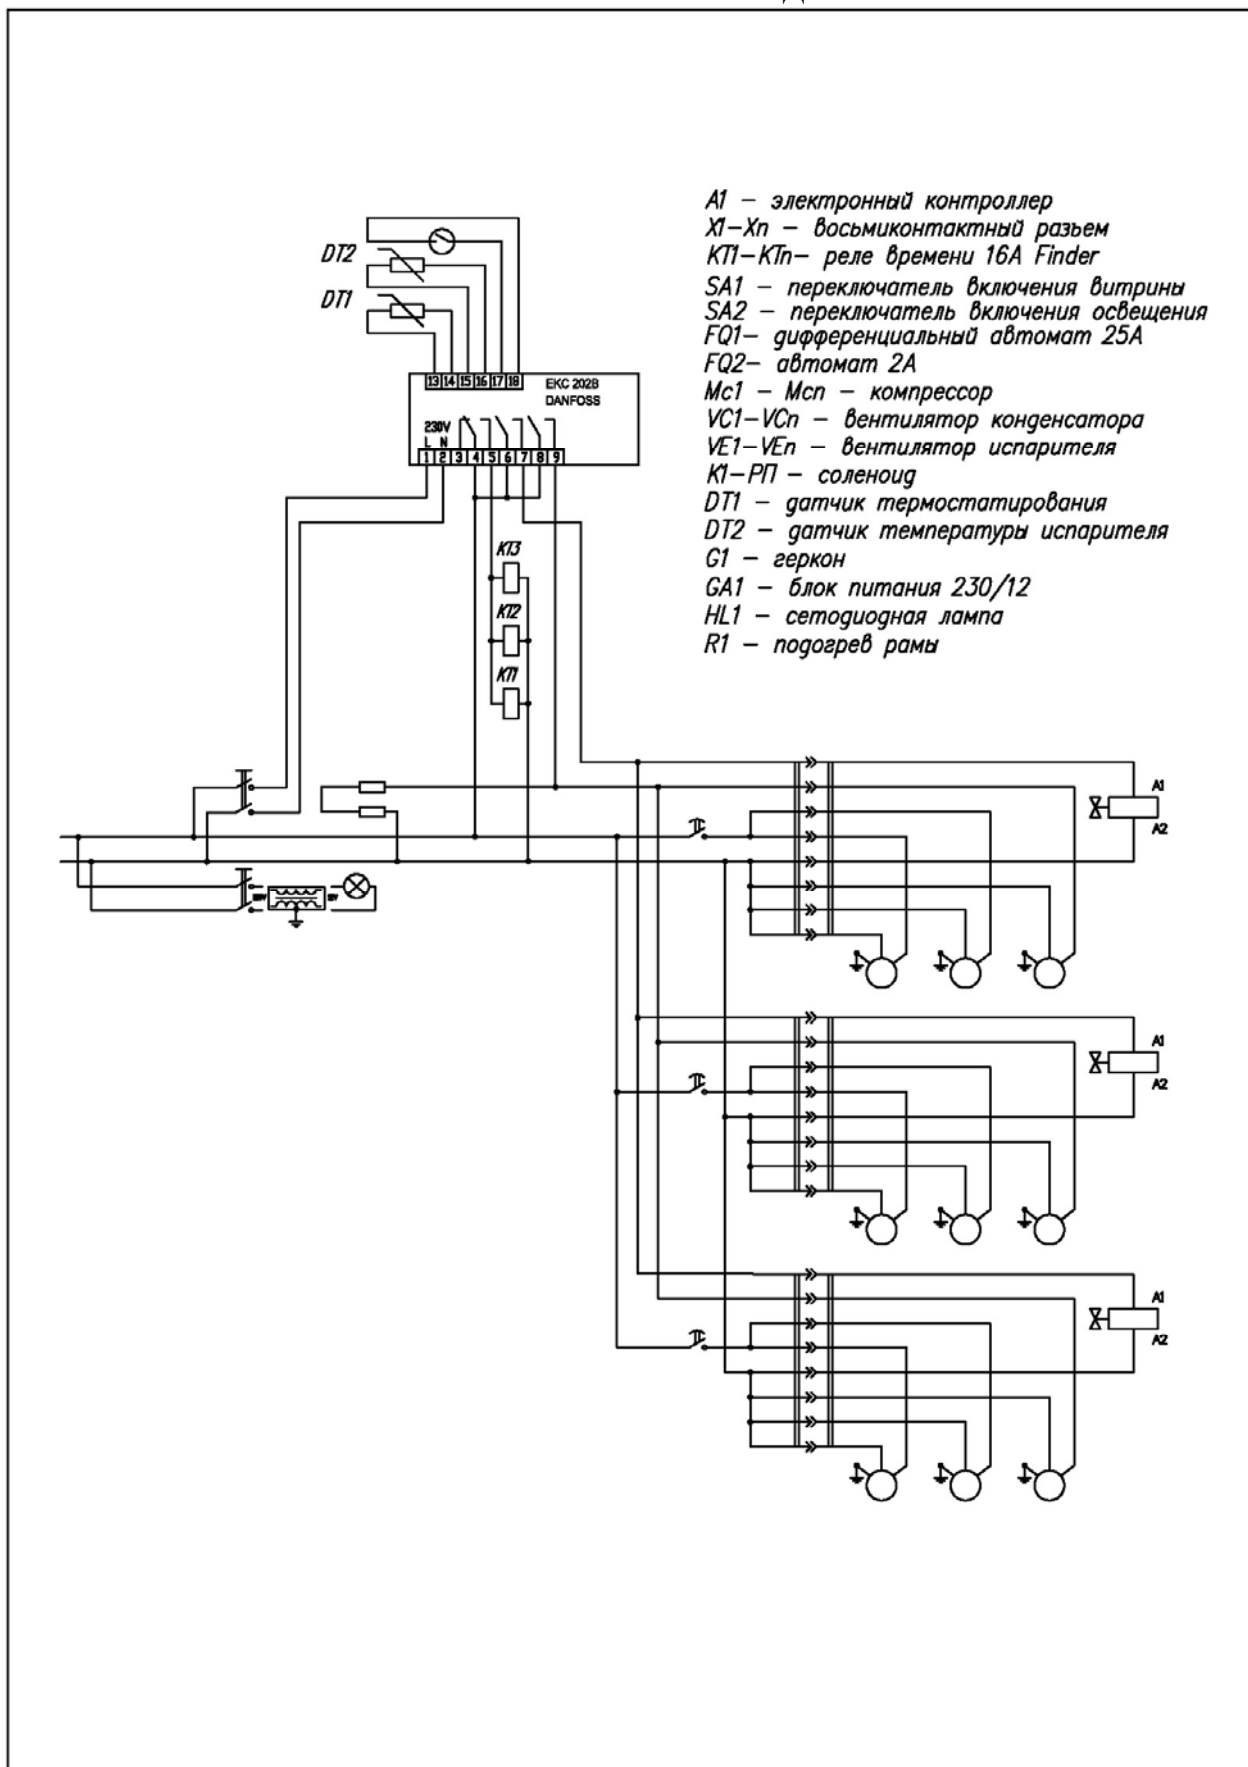 A1 – электронный контроллер
X1–Xn – восьмиконтактный разьем
KT1–KTn– реле времени 16А Finder
SA1 – переключатель включения витрины
SA2 – переключатель включения освещения
FQ1– дифференциальный автомат 25А
FQ2– автомат 2А
Mc1 – Mcn – компрессор
VC1–VCn – вентилятор конденсатора
VE1–VEn – вентилятор испарителя
K1–РП – соленоид
DT1 – датчик термостатирования
DT2 – датчик температуры испарителя
G1 – геркон
GA1 – блок питания 230/12
HL1 – сетодиодная лампа
R1 – подогрев рамы
DT2
DT1
13 14 15 16 17 18
EKC 202B
DANFOSS
230V
L N
1 2 3 4 5 6 7 8 9
KT3
KT2
KT1
A1
A2
A1
A2
A1
A2